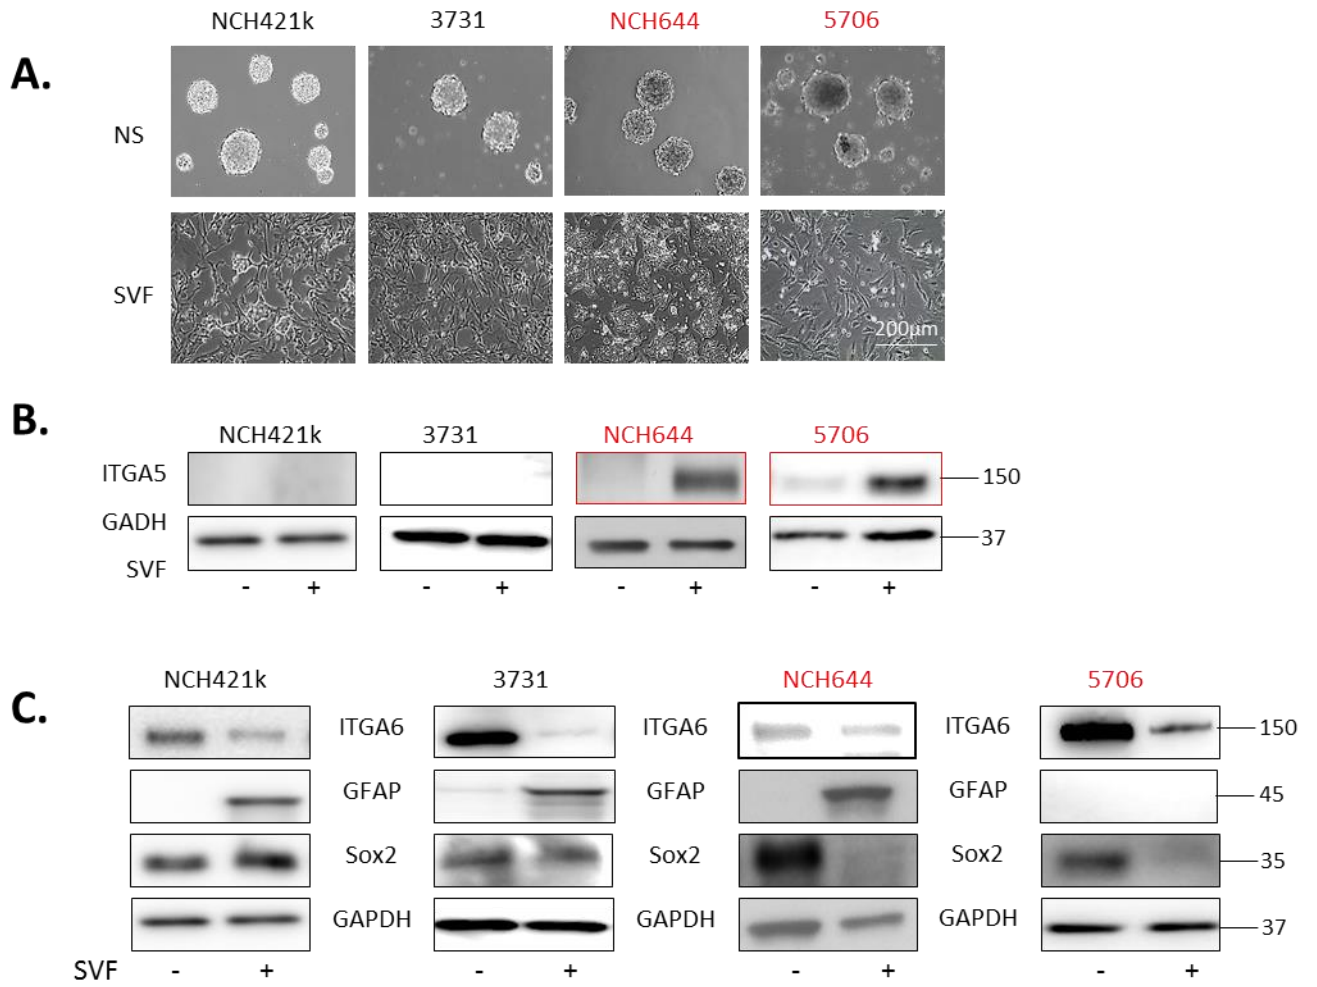 NCH421k 3731 NCH644 5706
A.
NS
SVF
200µm
B.
NCH421k 3731 NCH644 5706
ITGA5 150
GADH 37
SVF - + - + - + - +
C.
NCH421k 3731 NCH644 5706
ITGA6 ITGA6 ITGA6 150
GFAP GFAP GFAP 45
Sox2 Sox2 Sox2 35
GAPDH GAPDH GAPDH 37
SVF - + - + - + - +